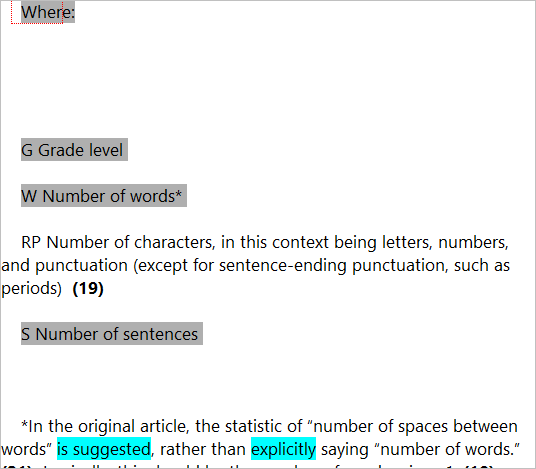 Where:
G Grade level
W Number of words*
RP Number of characters, in this context being letters, numbers,
and punctuation (except for sentence-ending punctuation, such as
periods) (19)
S Number of sentences
*In the original article, the statistic of “number of spaces between
words” is suggested, rather than explicitly saying “number of words.”